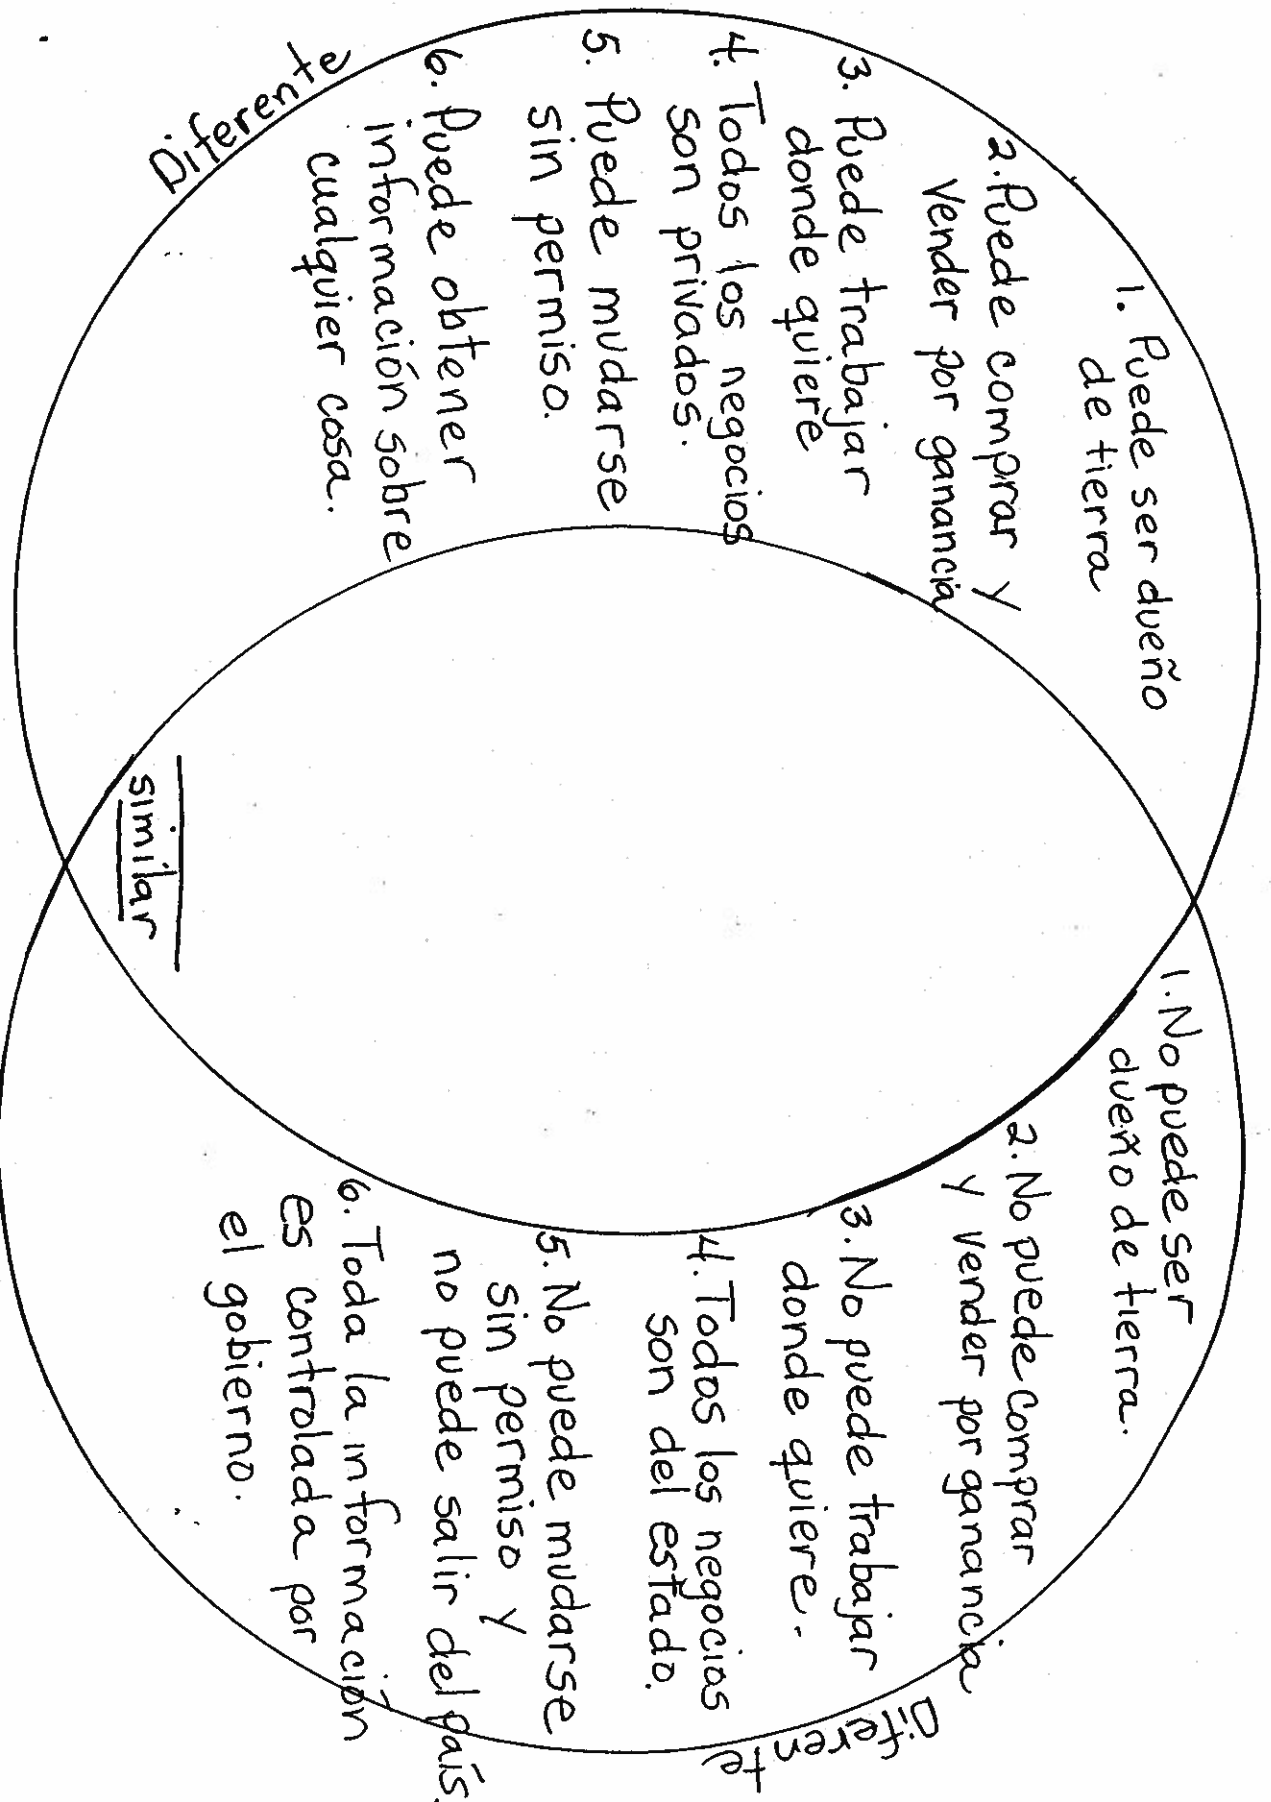 1. Puede ser dueño
de tierra
2. Puede comprar y
vender por ganancia
3. Puede trabajar
donde quiere
4. Todos los negocios
son privados.
5. Puede mudarse
sin permiso.
6. Puede obtener
información sobre
cualquier cosa.
Diferente
similar
1. No puede ser
dueño de tierra.
2. No puede comprar
y vender por ganancia
3. No puede trabajar
donde quiere.
4. Todos los negocios
son del estado.
5. No puede mudarse
sin permiso y
no puede salir del país.
6. Toda la información
es controlada por
el gobierno.
Diferente